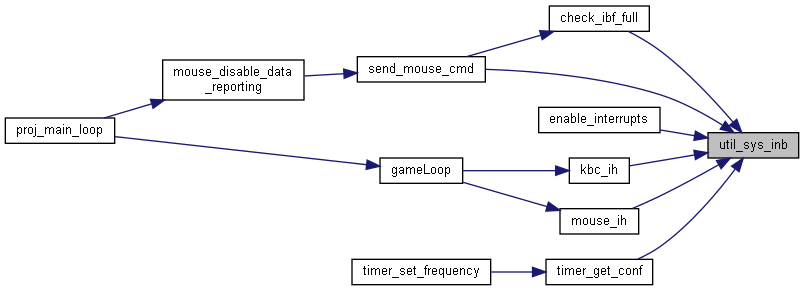 check_ibf_full
mouse_disable_data
_reporting
send_mouse_cmd
proj_main_loop
enable_interrupts
util_sys_inb
gameLoop
kbc_ih
mouse_ih
timer_set_frequency
timer_get_conf